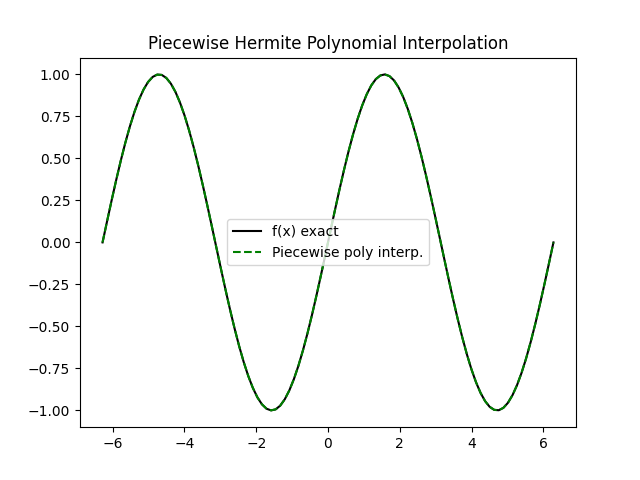 Piecewise Hermite Polynomial Interpolation
1.00
0.75
0.50
0.25
0.00
−0.25
−0.50
−0.75
−1.00
f(x) exact
Piecewise poly interp.
−6 −4 −2 0 2 4 6